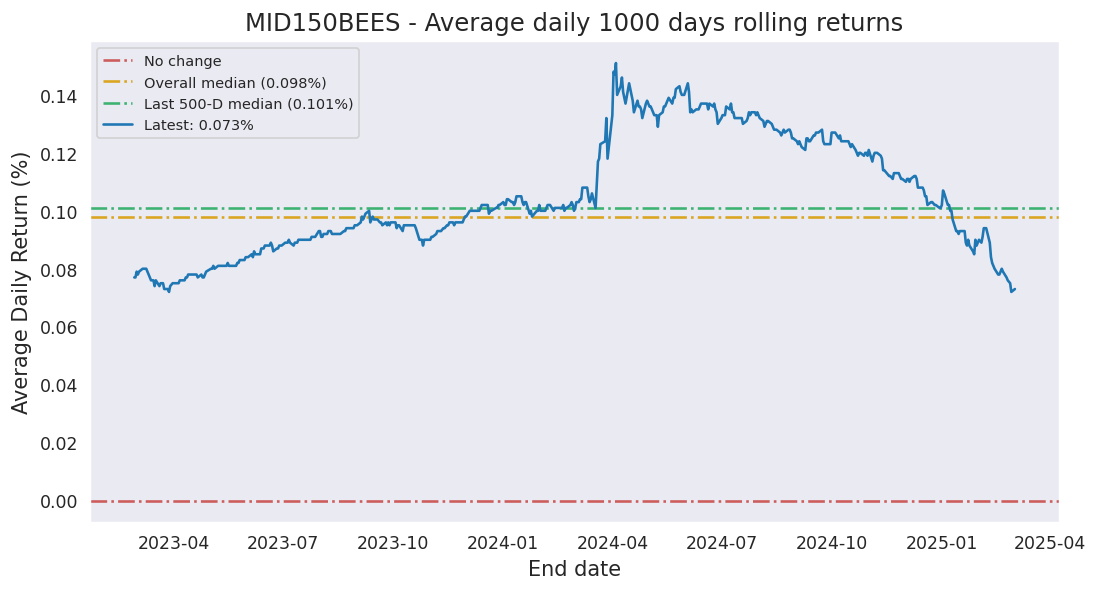 MID150BEES - Average daily 1000 days rolling returns
No change
Overall median (0.098%)
Last 500-D median (0.101%)
Latest: 0.073%
Average Daily Return (%)
0.14
0.12
0.10
0.08
0.06
0.04
0.02
0.00
2023-04 2023-07 2023-10 2024-01 2024-04 2024-07 2024-10 2025-01 2025-04
End date